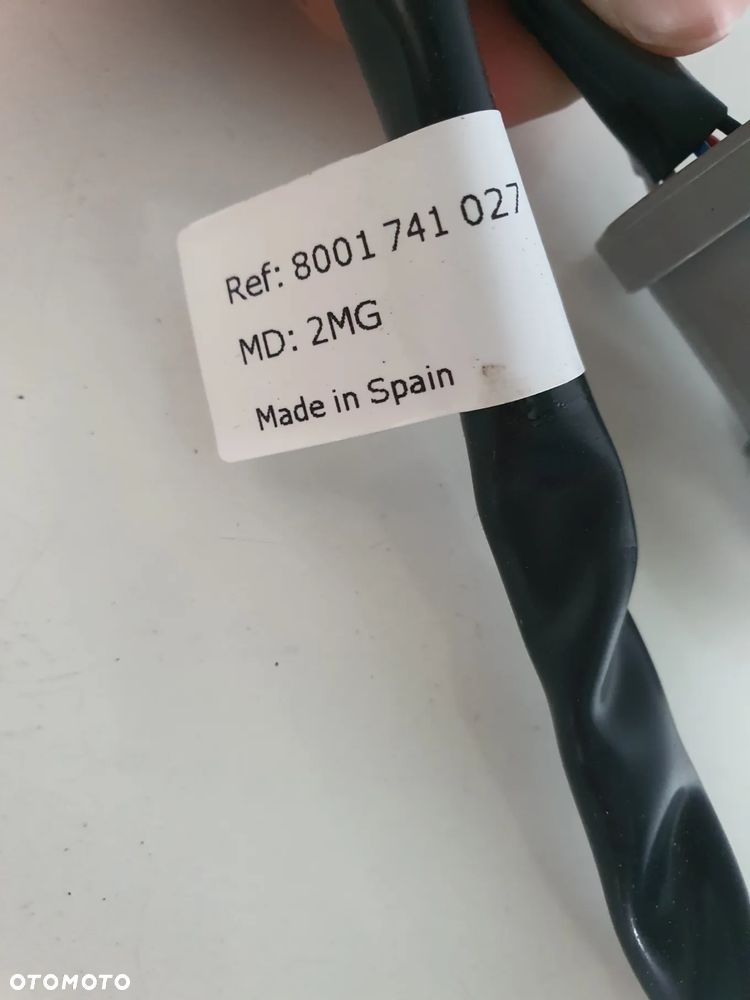 Ref: 8001 741 027
MD: 2MG
Made in Spain
OTOMOTO